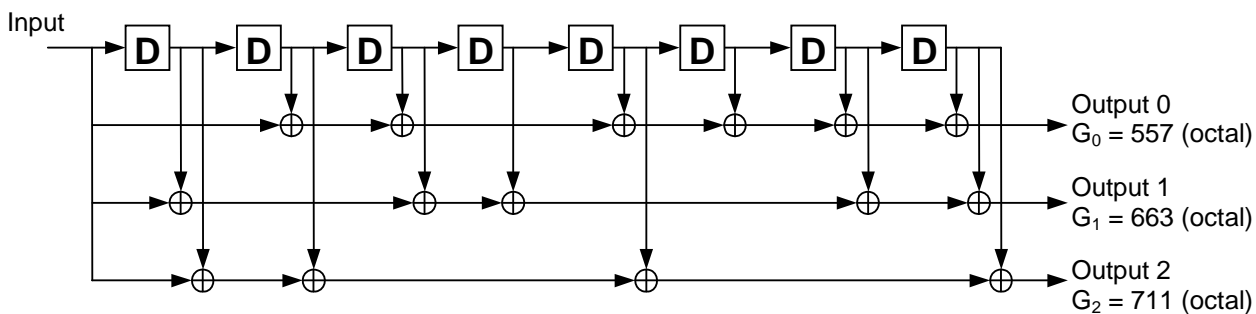 Input
D D D D D D D D
Output 0
G₀ = 557 (octal)
Output 1
G₁ = 663 (octal)
Output 2
G₂ = 711 (octal)